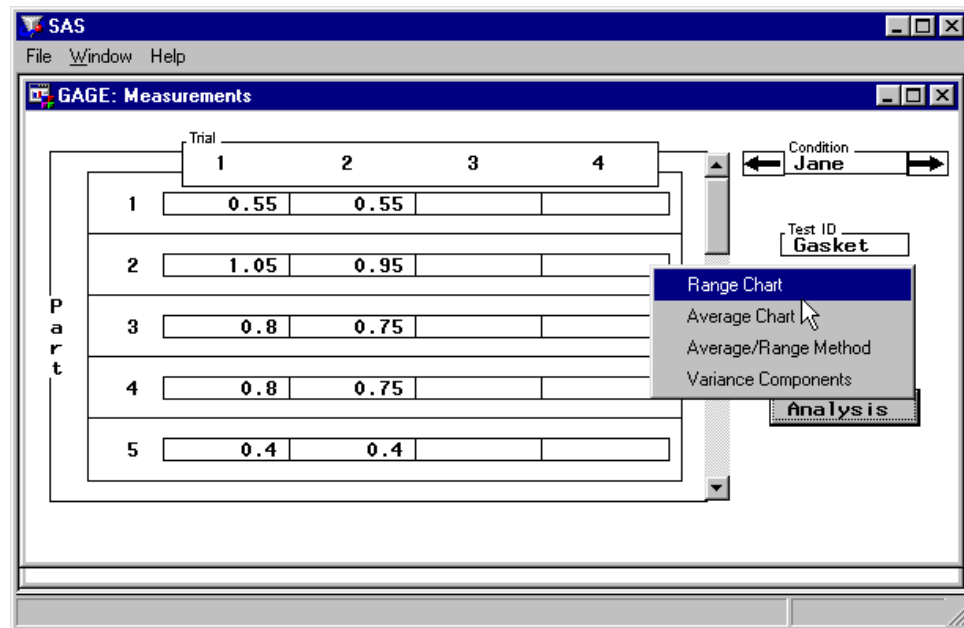 SAS
File Window Help
GAGE: Measurements
Trial
1 2 3 4
Condition
Jane
Test ID
Gasket
Part
1 0.55 0.55
2 1.05 0.95
3 0.8 0.75
4 0.8 0.75
5 0.4 0.4
Range Chart
Average Chart
Average/Range Method
Variance Components
Analysis